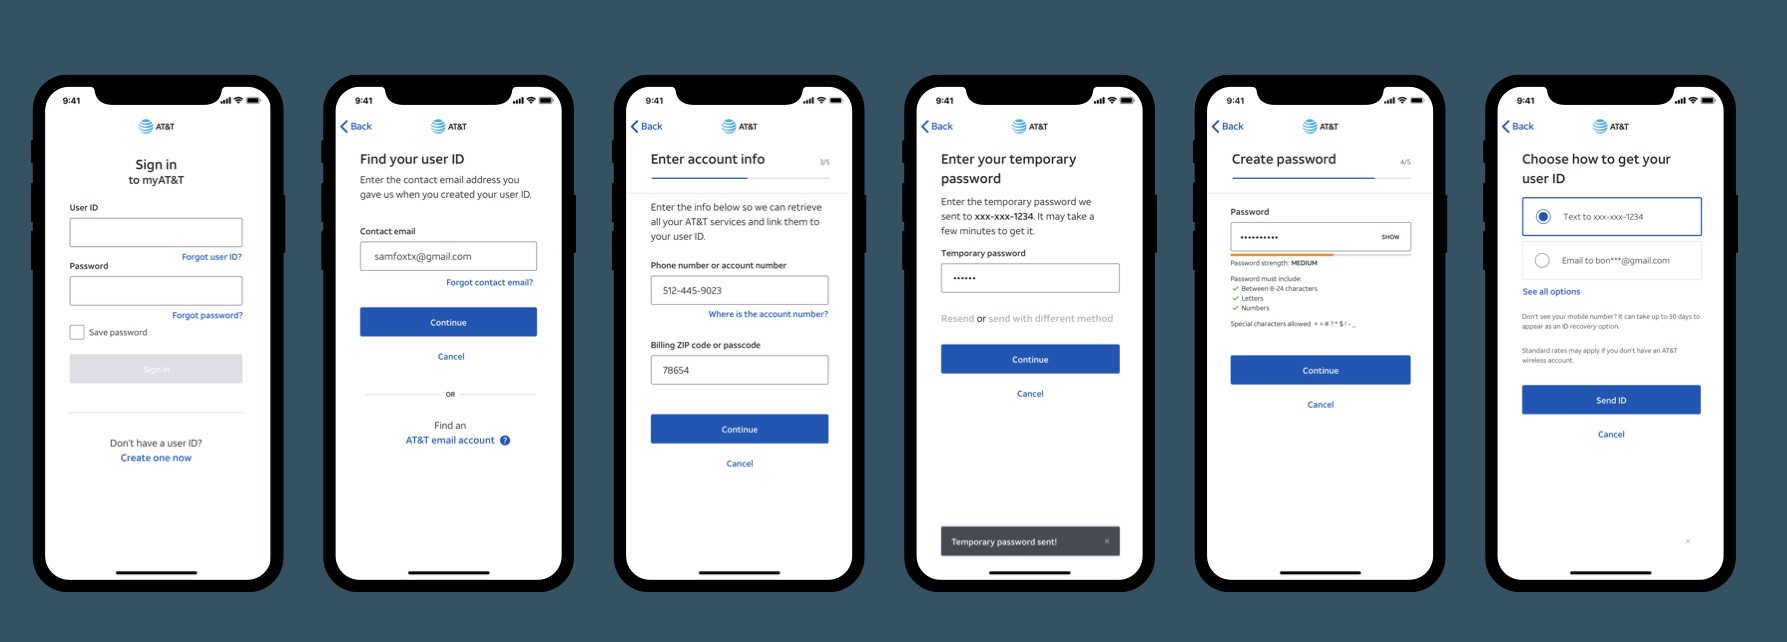 9:41
AT&T
Sign in
to myAT&T
User ID
Forgot user ID?
Password
Forgot password?
Save password
Sign in
Don't have a user ID?
Create one now
9:41
Back
AT&T
Find your user ID
Enter the contact email address you
gave us when you created your user ID.
Contact email
samfoxtx@gmail.com
Forgot contact email?
Continue
Cancel
OR
Find an
AT&T email account ?
9:41
Back
AT&T
Enter account info
3/5
Enter the info below so we can retrieve
all your AT&T services and link them to
your user ID.
Phone number or account number
512-445-9023
Where is the account number?
Billing ZIP code or passcode
78654
Continue
Cancel
9:41
Back
AT&T
Enter your temporary
password
Enter the temporary password we
sent to xxx-xxx-1234. It may take a
few minutes to get it.
Temporary password
••••••
Resend or send with different method
Continue
Cancel
Temporary password sent! ×
9:41
Back
AT&T
Create password
4/5
Password
•••••••••• SHOW
Password strength: MEDIUM
Password must include:
Between 8-24 characters
Letters
Numbers
Special characters allowed
Continue
Cancel
9:41
Back
AT&T
Choose how to get your
user ID
Text to xxx-xxx-1234
Email to bon***@gmail.com
See all options
Don't see your mobile number? It can take up to 30 days to
appear as an ID recovery option.
Standard rates may apply if you don't have an AT&T
wireless account.
Send ID
Cancel
×